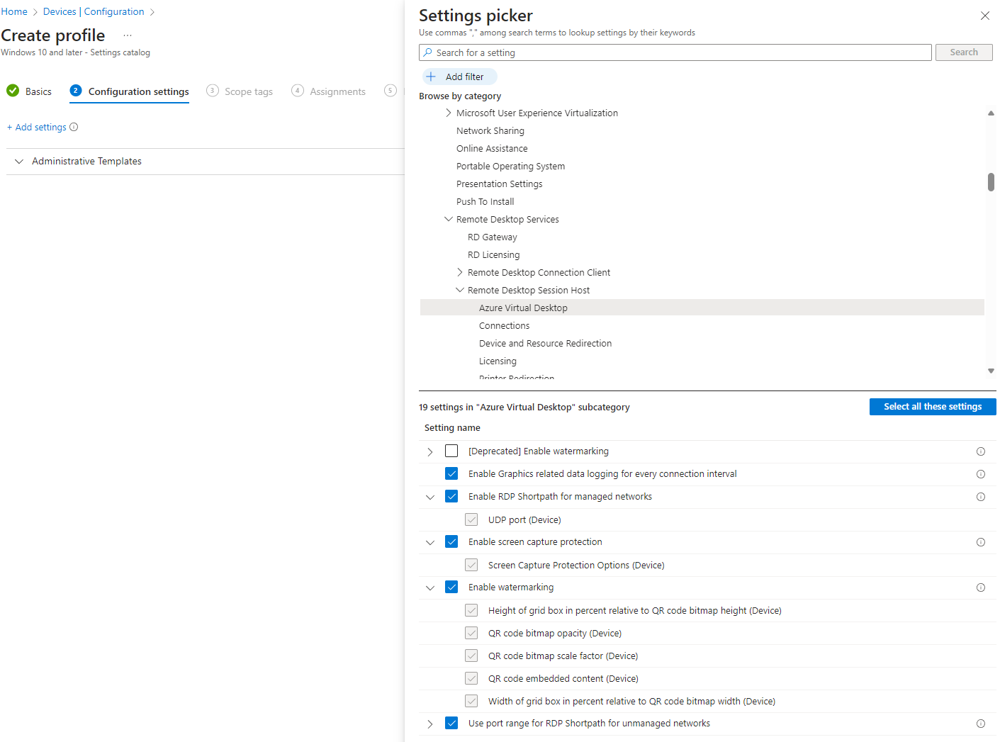 Home > Devices | Configuration >
Create profile ...
Windows 10 and later - Settings catalog
Basics
2 Configuration settings
3 Scope tags
4 Assignments
5
+ Add settings
Administrative Templates
Settings picker
Use commas "," among search terms to lookup settings by their keywords
Search for a setting
Search
Add filter
Browse by category
Microsoft User Experience Virtualization
Network Sharing
Online Assistance
Portable Operating System
Presentation Settings
Push To Install
Remote Desktop Services
RD Gateway
RD Licensing
Remote Desktop Connection Client
Remote Desktop Session Host
Azure Virtual Desktop
Connections
Device and Resource Redirection
Licensing
Printer Redirection
19 settings in "Azure Virtual Desktop" subcategory
Select all these settings
Setting name
[Deprecated] Enable watermarking
Enable Graphics related data logging for every connection interval
Enable RDP Shortpath for managed networks
UDP port (Device)
Enable screen capture protection
Screen Capture Protection Options (Device)
Enable watermarking
Height of grid box in percent relative to QR code bitmap height (Device)
QR code bitmap opacity (Device)
QR code bitmap scale factor (Device)
QR code embedded content (Device)
Width of grid box in percent relative to QR code bitmap width (Device)
Use port range for RDP Shortpath for unmanaged networks